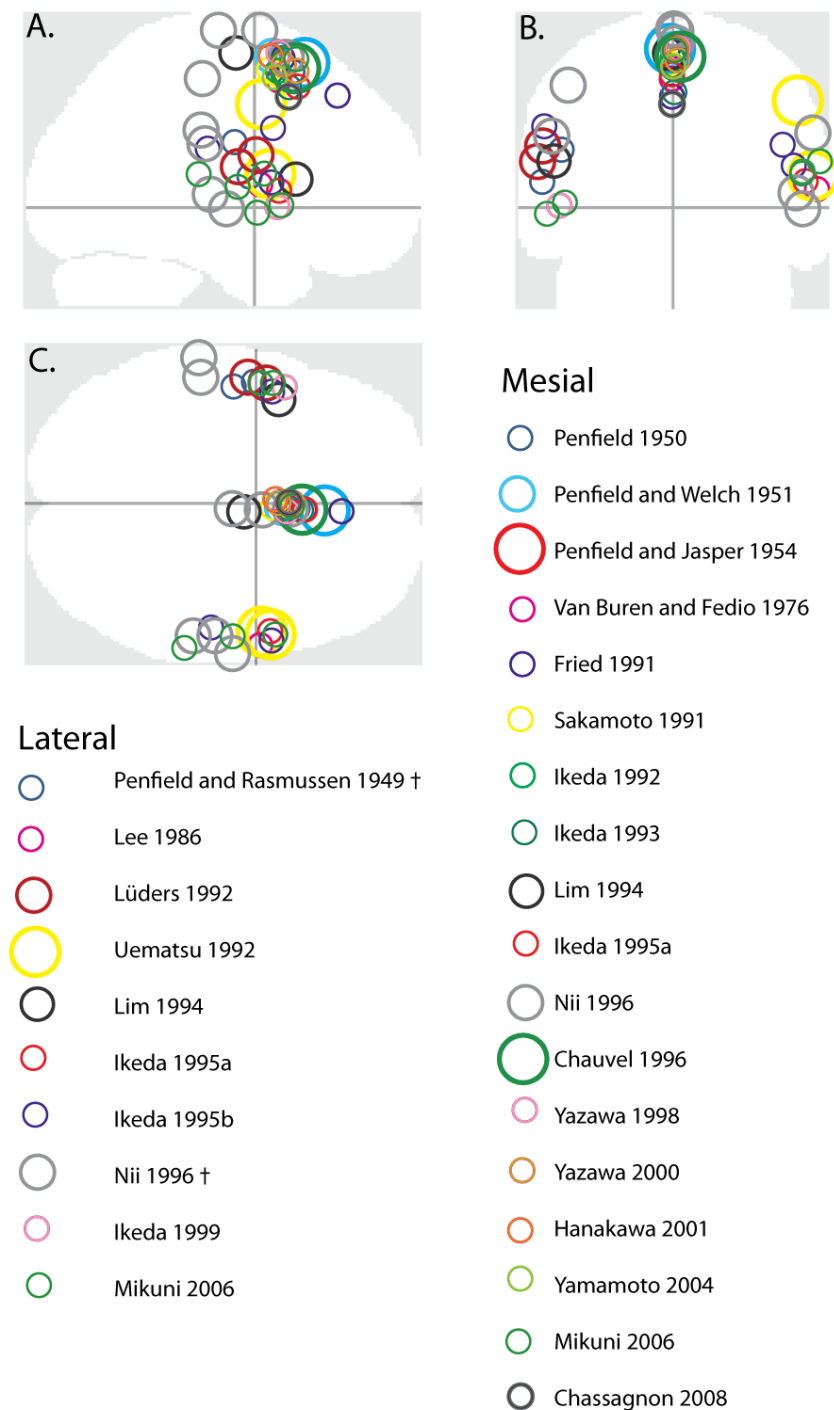 A.
B.
C.
Mesial
Penfield 1950
Penfield and Welch 1951
Penfield and Jasper 1954
Van Buren and Fedio 1976
Fried 1991
Sakamoto 1991
Ikeda 1992
Ikeda 1993
Lim 1994
Ikeda 1995a
Nii 1996
Chauvel 1996
Yazawa 1998
Yazawa 2000
Hanakawa 2001
Yamamoto 2004
Mikuni 2006
Chassagnon 2008
Lateral
Penfield and Rasmussen 1949 †
Lee 1986
Lüders 1992
Uematsu 1992
Lim 1994
Ikeda 1995a
Ikeda 1995b
Nii 1996 †
Ikeda 1999
Mikuni 2006